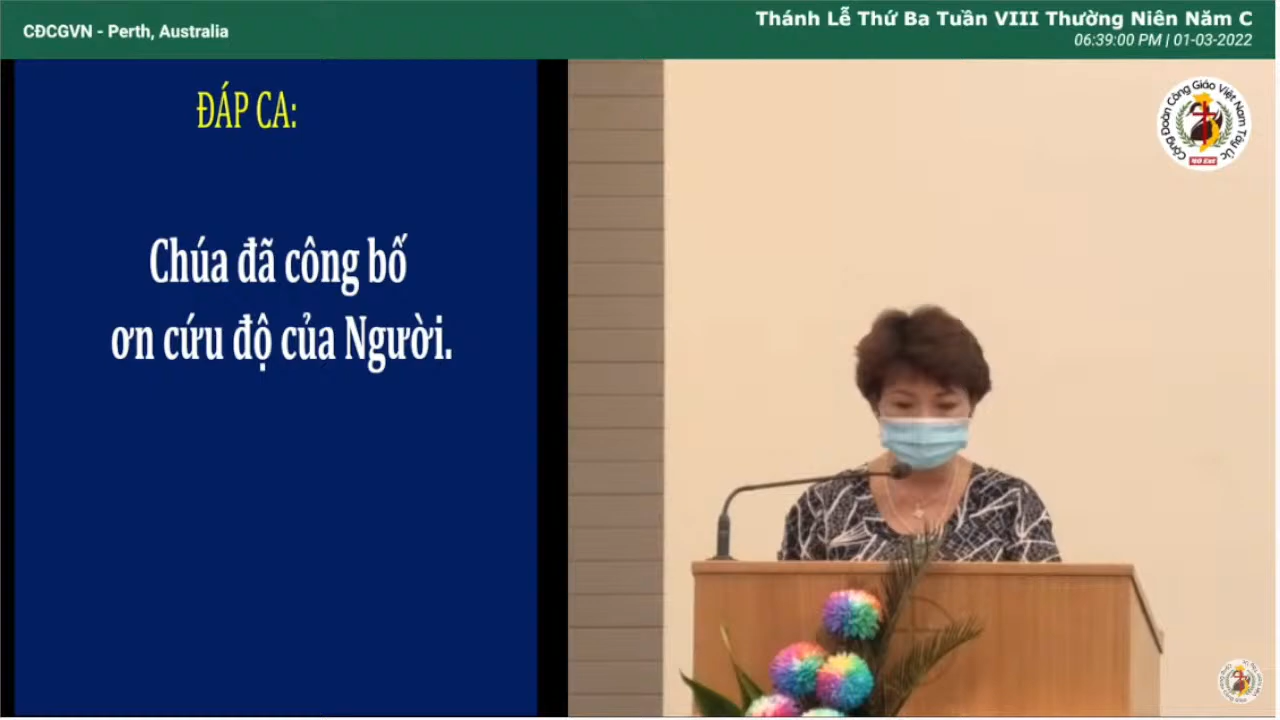 CĐCGVN - Perth, Australia
Thánh Lễ Thứ Ba Tuần VIII Thường Niên Năm C
06:39:00 PM | 01-03-2022
ĐÁP CA:
Chúa đã công bố
ơn cứu độ của Người.
Cộng Đoàn Công Giáo Việt Nam Tây Úc